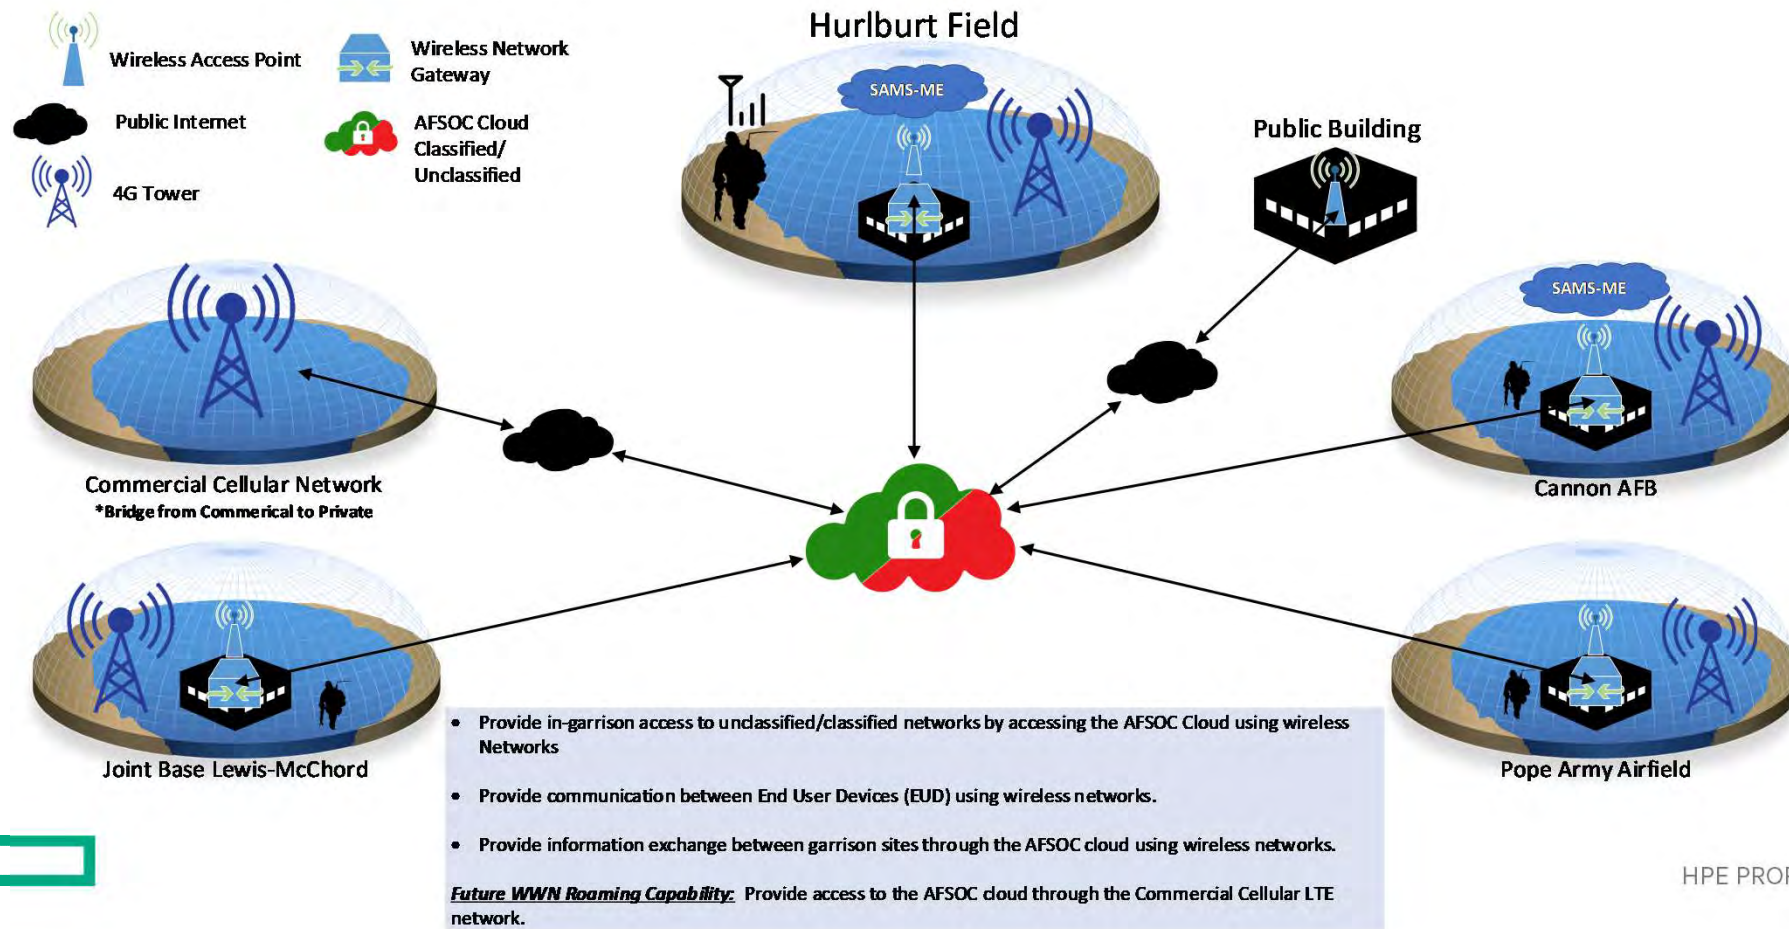 Hurlburt Field
Wireless Access Point
Wireless Network
Gateway
Public Internet
AFSOC Cloud
Classified/
Unclassified
4G Tower
SAMS-ME
Public Building
SAMS-ME
Commercial Cellular Network
*Bridge from Commerical to Private
Cannon AFB
Joint Base Lewis-McChord
Pope Army Airfield
• Provide in-garrison access to unclassified/classified networks by accessing the AFSOC Cloud using wireless
Networks
• Provide communication between End User Devices (EUD) using wireless networks.
• Provide information exchange between garrison sites through the AFSOC cloud using wireless networks.
Future WWN Roaming Capability: Provide access to the AFSOC cloud through the Commercial Cellular LTE
network.
HPE PROP